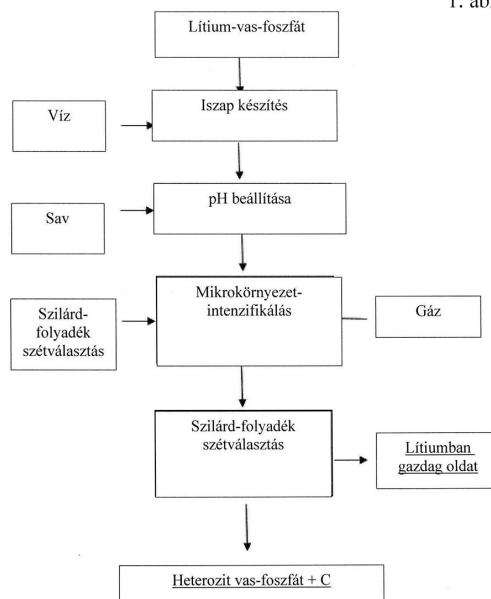 1. áb
Lítium-vas-foszfát
Iszap készítés
Víz
pH beállítása
Sav
Mikrokörnyezet-
intenzifikálás
Szilárd-
folyadék
szétválasztás
Gáz
Szilárd-folyadék
szétválasztás
Lítiumban
gazdag oldat
Heterozit vas-foszfát + C